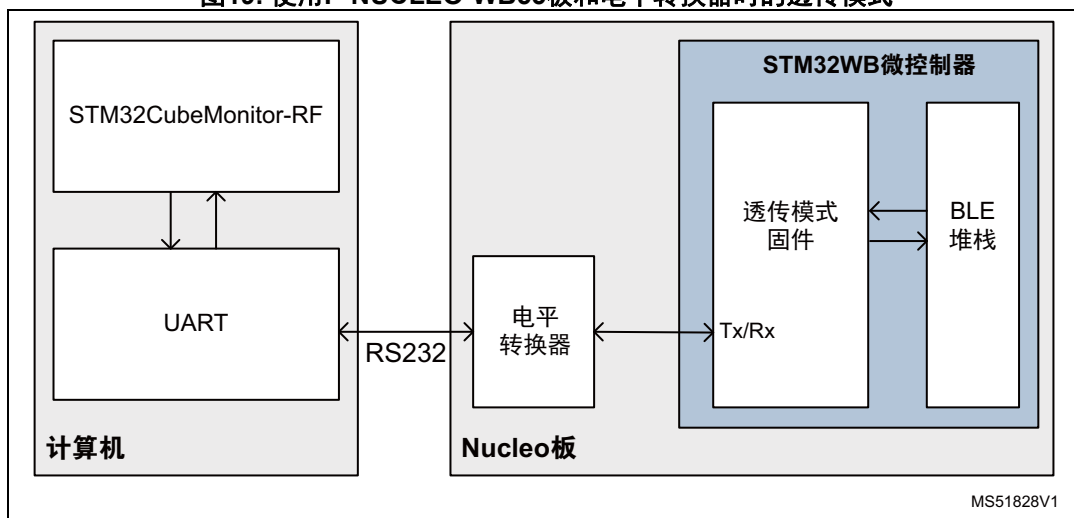 STM32CubeMonitor-RF
UART
计算机
RS232
电平
转换器
Nucleo板
STM32WB微控制器
透传模式
固件
Tx/Rx
BLE
堆栈
MS51828V1